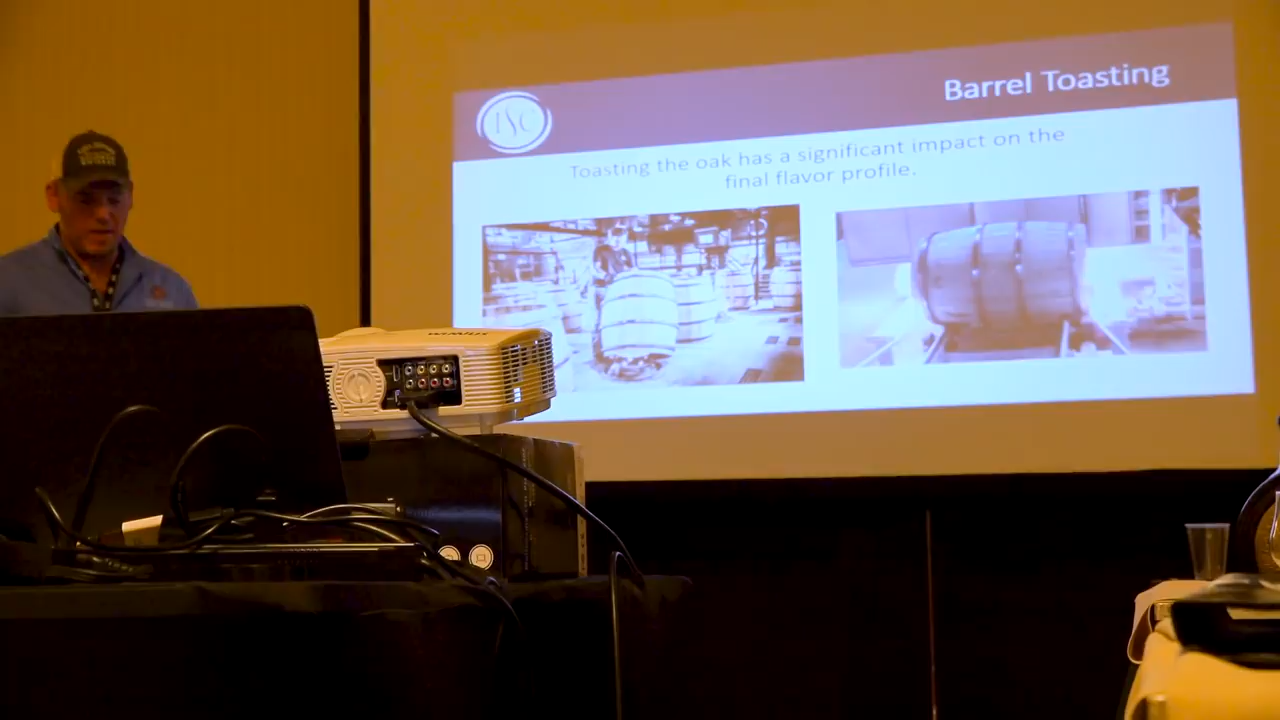 Barrel Toasting
ISC
Toasting the oak has a significant impact on the
final flavor profile.